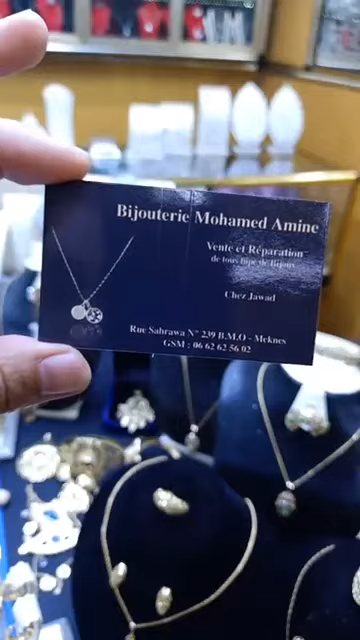 Bijouterie Mohamed Amine
Vente et Réparation
de tous type de Bijoux
Chez Jawad
Rue Sahrawa N° 239 B.M.O - Meknes
GSM : 06 62 62 56 02